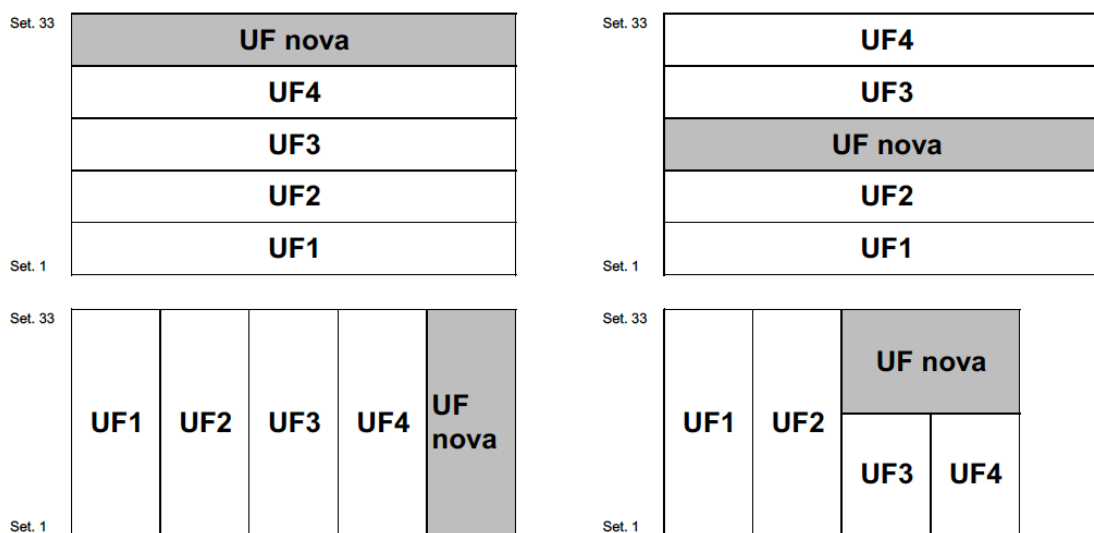 Set. 33
UF nova
UF4
UF3
UF2
UF1
Set. 1
Set. 33
UF4
UF3
UF nova
UF2
UF1
Set. 1
Set. 33
UF1 UF2 UF3 UF4 UF
nova
Set. 1
Set. 33
UF nova
UF1 UF2
UF3 UF4
Set. 1